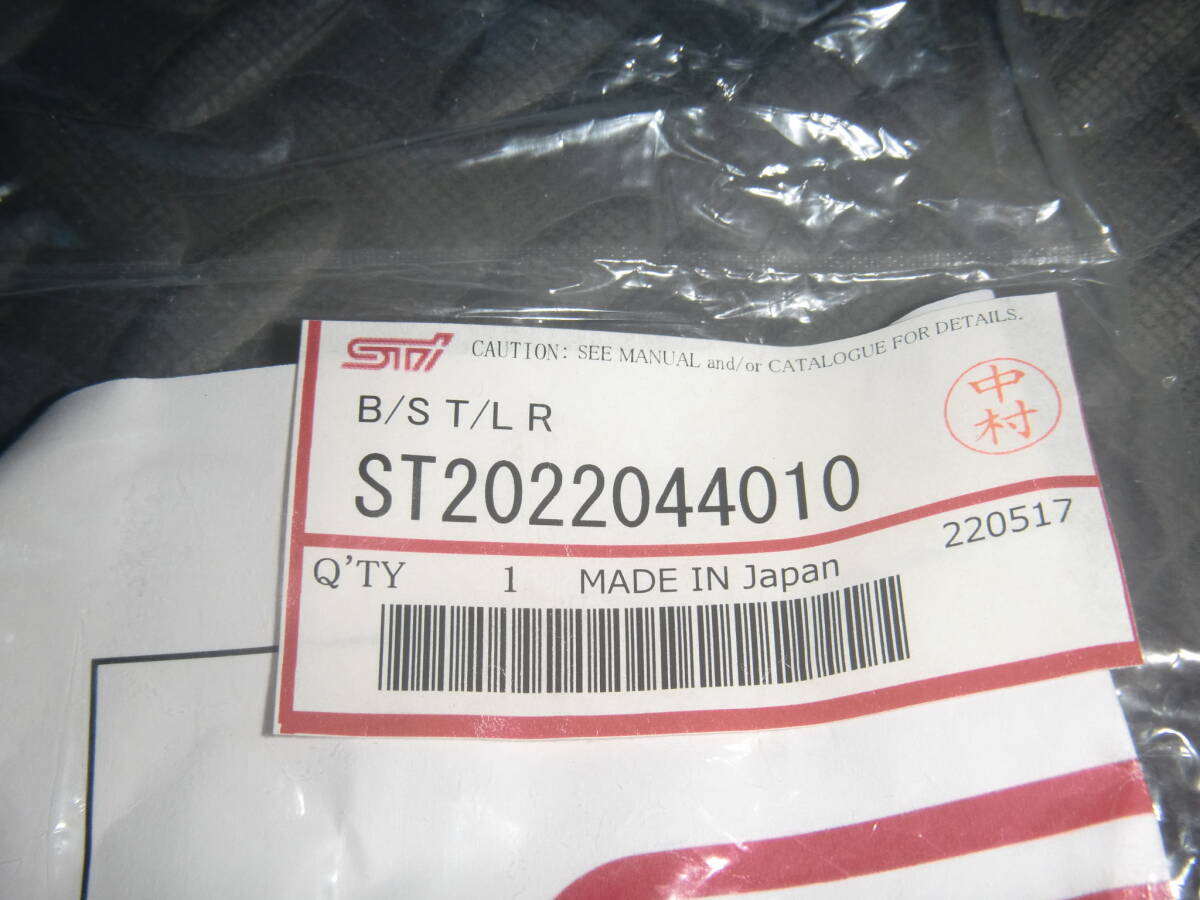 STI CAUTION: SEE MANUAL and/or CATALOGUE FOR DETAILS.
B/S T/L R
中村
ST2022044010
220517
Q'TY 1 MADE IN Japan